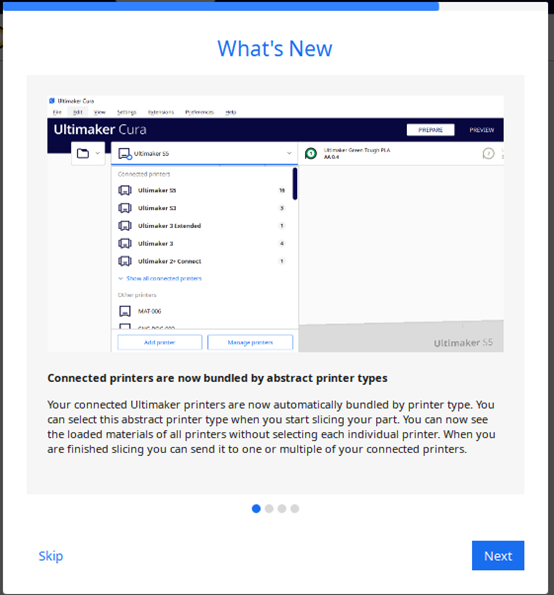 What's New
Ultimaker Cura
File Edit View Settings Extensions Preferences Help
Ultimaker Cura
PREPARE PREVIEW
Ultimaker S5
Ultimaker Green Tough PLA
AA 0.4
Connected printers
Ultimaker S5 18
Ultimaker S3 3
Ultimaker 3 Extended 1
Ultimaker 3 4
Ultimaker 2+ Connect 1
Show all connected printers
Other printers
MAT-006
Add printer Manage printers
Ultimaker S5
Connected printers are now bundled by abstract printer types
Your connected Ultimaker printers are now automatically bundled by printer type. You
can select this abstract printer type when you start slicing your part. You can now see
the loaded materials of all printers without selecting each individual printer. When you
are finished slicing you can send it to one or multiple of your connected printers.
Skip
Next